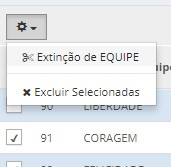 Extinção de EQUIPE
Excluir Selecionadas
90 LIBERDADE
91 CORAGEM